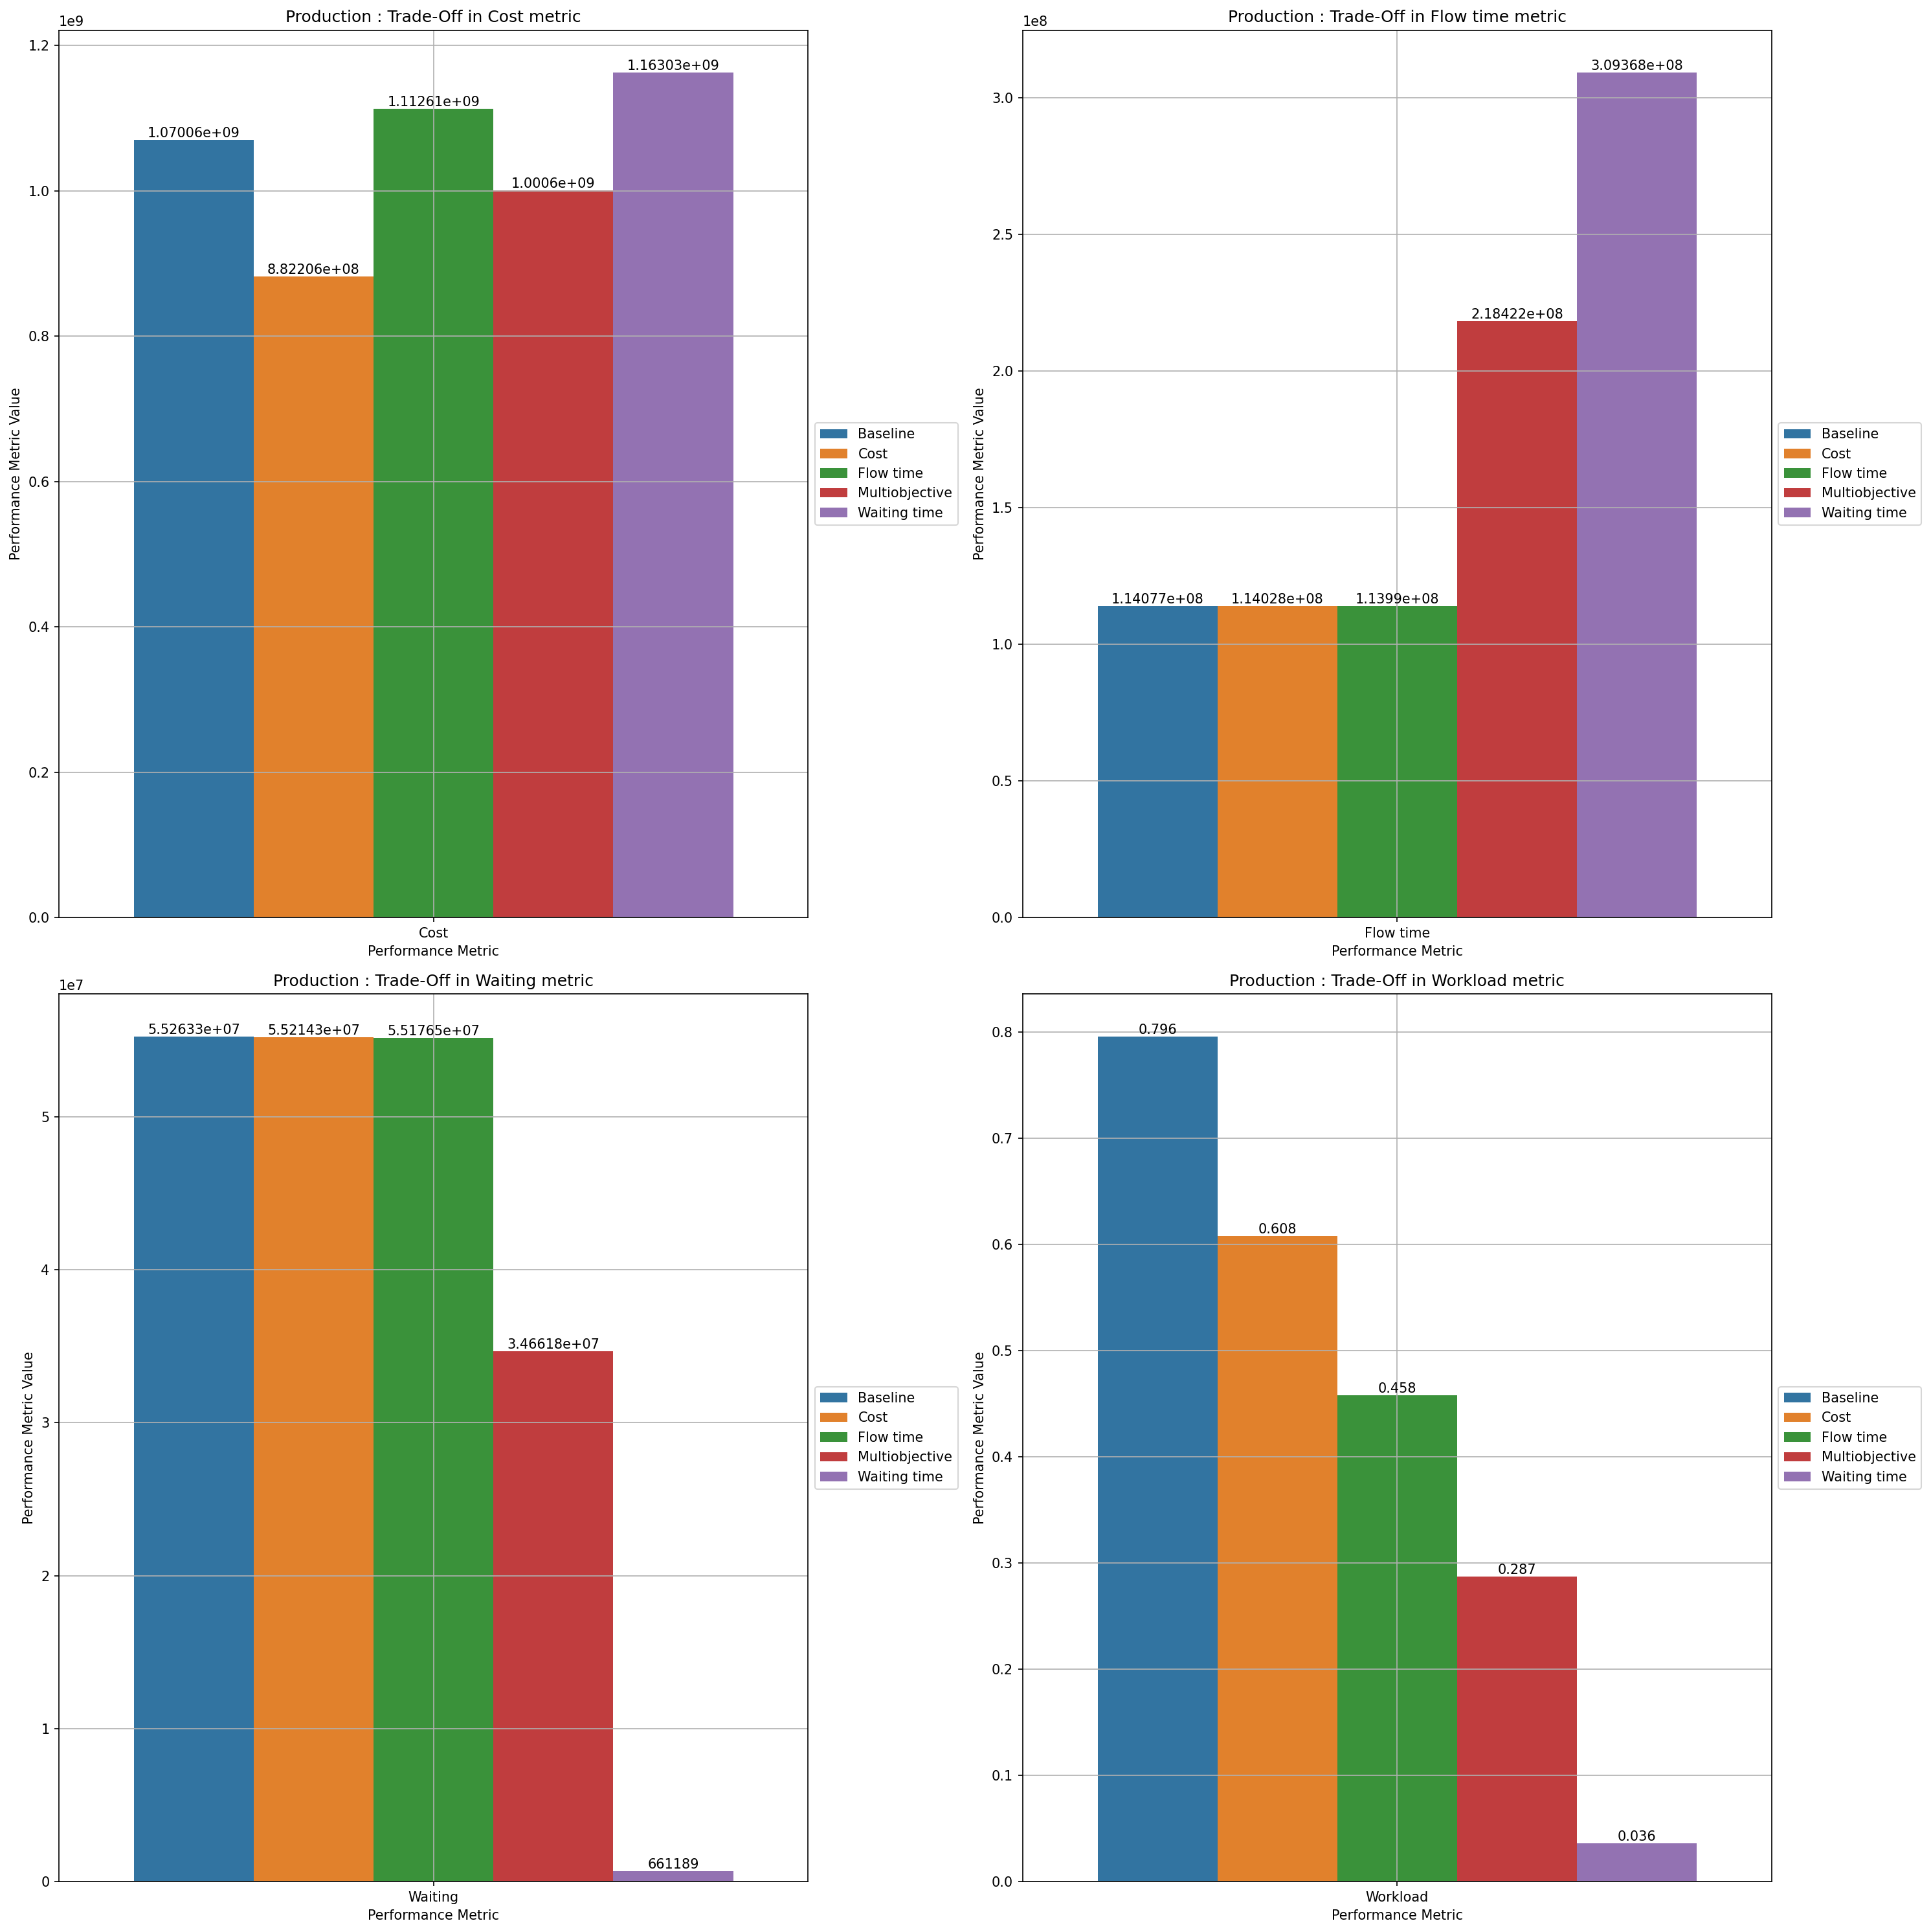 Production : Trade-Off in Cost metric
1e9
1.2
1.0
0.8
0.6
0.4
0.2
0.0
Performance Metric Value
1.07006e+09
8.82206e+08
1.11261e+09
1.0006e+09
1.16303e+09
Cost
Performance Metric
Baseline
Cost
Flow time
Multiobjective
Waiting time
Production : Trade-Off in Flow time metric
1e8
3.0
2.5
2.0
1.5
1.0
0.5
0.0
Performance Metric Value
1.14077e+08
1.14028e+08
1.1399e+08
2.18422e+08
3.09368e+08
Flow time
Performance Metric
Baseline
Cost
Flow time
Multiobjective
Waiting time
Production : Trade-Off in Waiting metric
1e7
5
4
3
2
1
0
Performance Metric Value
5.52633e+07
5.52143e+07
5.51765e+07
3.46618e+07
661189
Waiting
Performance Metric
Baseline
Cost
Flow time
Multiobjective
Waiting time
Production : Trade-Off in Workload metric
0.8
0.7
0.6
0.5
0.4
0.3
0.2
0.1
0.0
Performance Metric Value
0.796
0.608
0.458
0.287
0.036
Workload
Performance Metric
Baseline
Cost
Flow time
Multiobjective
Waiting time